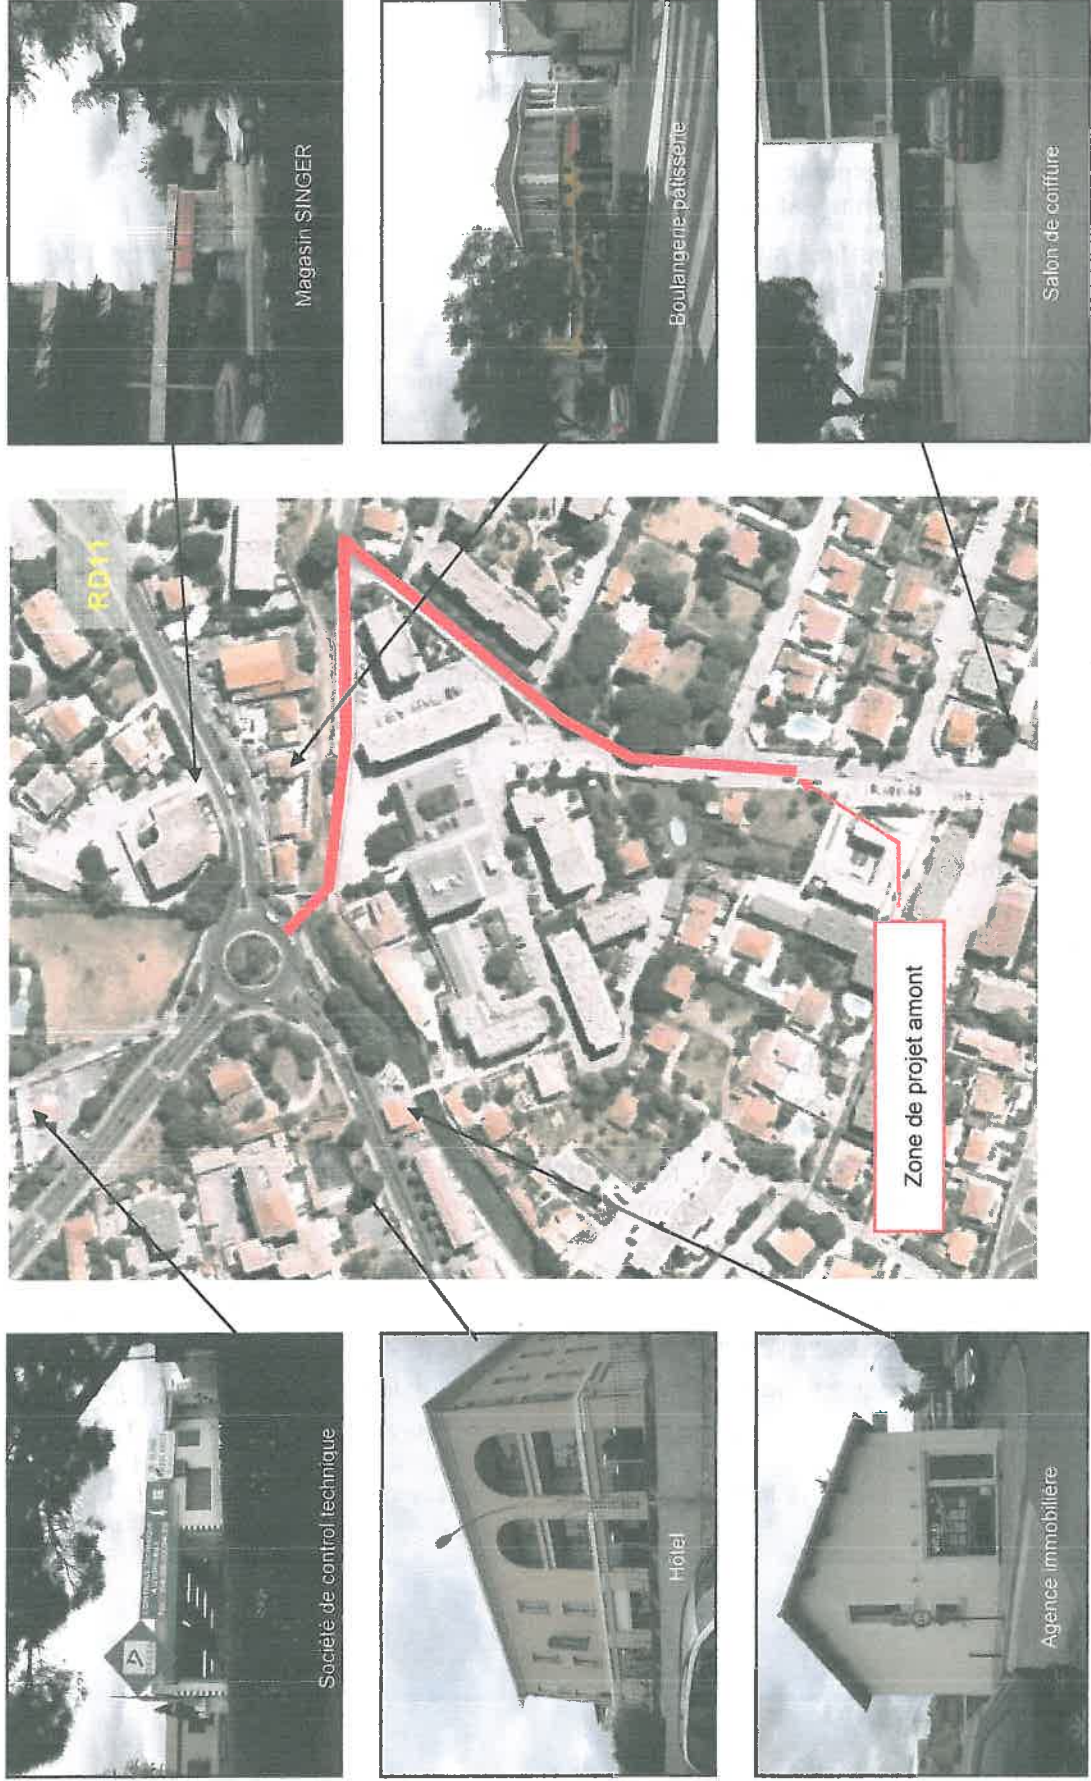 Société de control technique
Hôtel
Agence immobilière
RD11
Zone de projet amont
Magasin SINGER
Boulangerie pâtisserie
Salon de coiffure